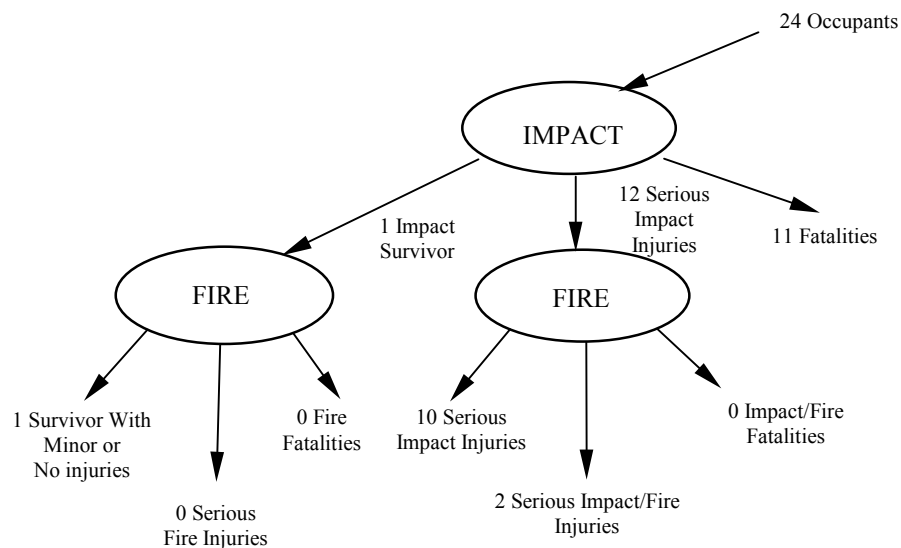 24 Occupants
IMPACT
1 Impact
Survivor
12 Serious
Impact
Injuries
11 Fatalities
FIRE
FIRE
1 Survivor With
Minor or
No injuries
0 Serious
Fire Injuries
0 Fire
Fatalities
10 Serious
Impact Injuries
2 Serious Impact/Fire
Injuries
0 Impact/Fire
Fatalities